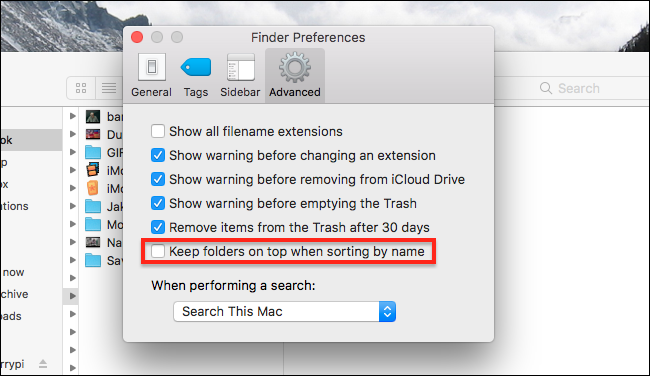 Finder Preferences
General Tags Sidebar Advanced
Search
Show all filename extensions
Show warning before changing an extension
Show warning before removing from iCloud Drive
Show warning before emptying the Trash
Remove items from the Trash after 30 days
Keep folders on top when sorting by name
When performing a search:
Search This Mac
ok
p
ox
ations
now
rchive
oads
rrypi
bar
Du
GIF
iMo
iMo
Jak
Mo
Na
Sav